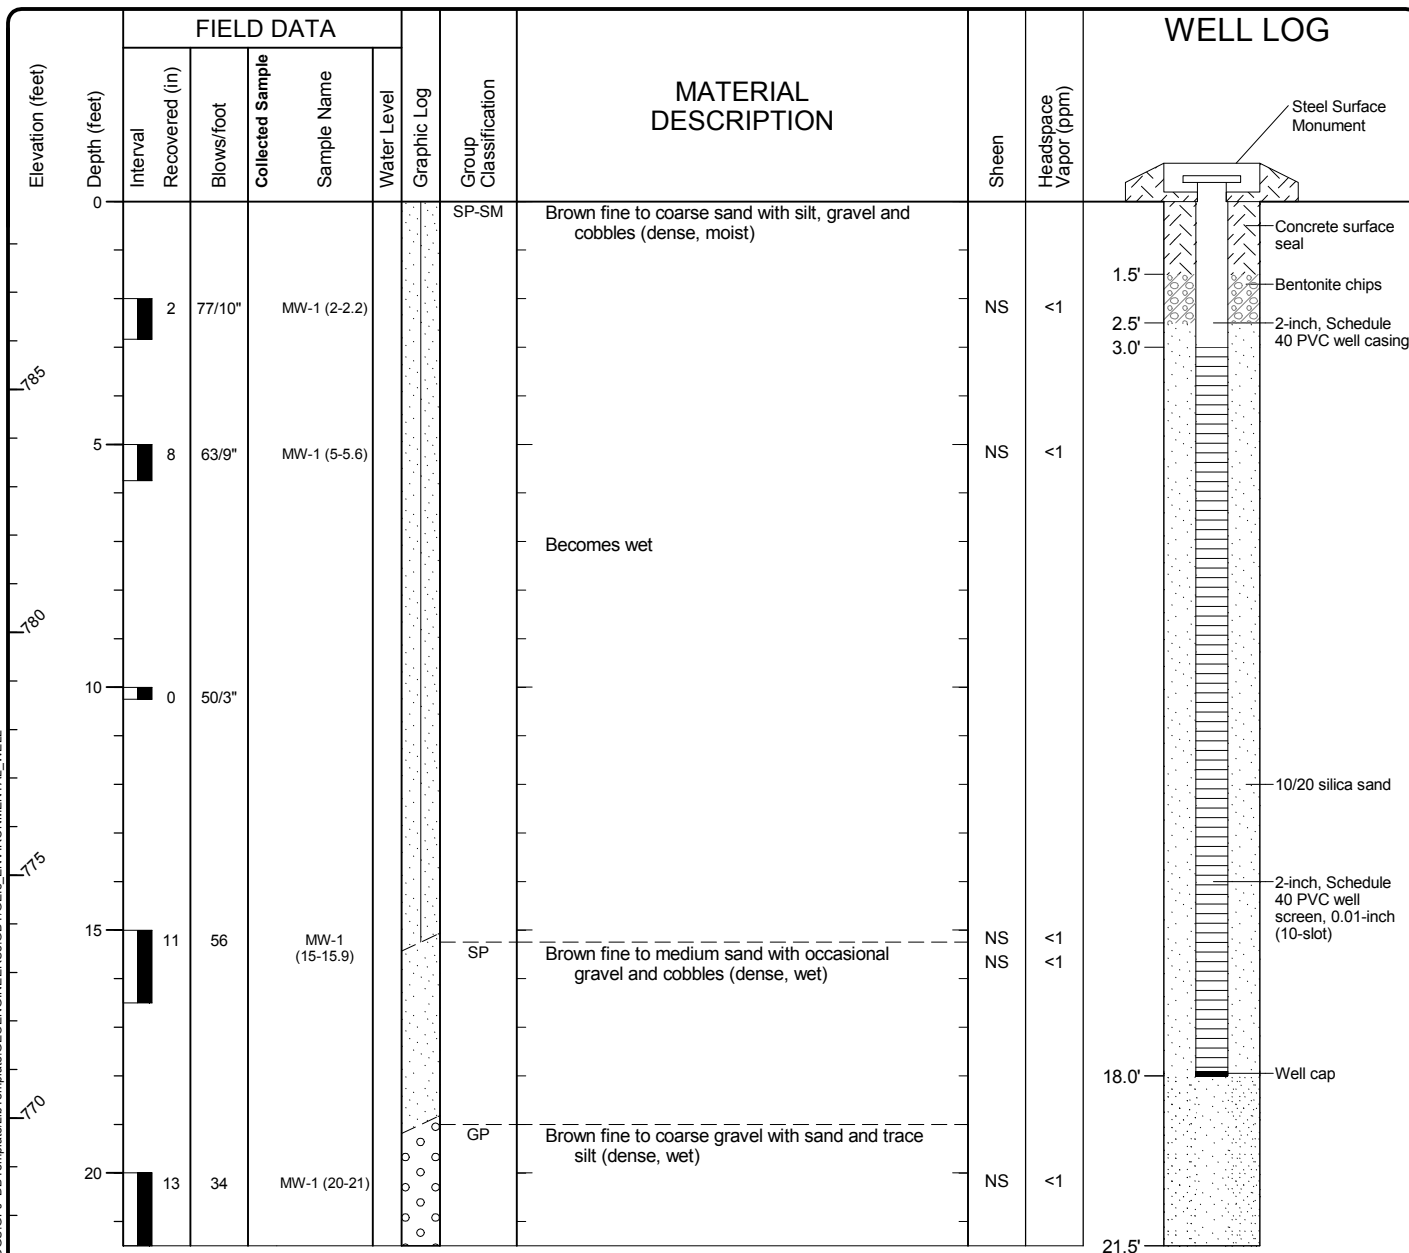 FIELD DATA
WELL LOG
Elevation (feet)
Depth (feet)
Interval
Recovered (in)
Blows/foot
Collected Sample
Sample Name
Water Level
Graphic Log
Group
Classification
MATERIAL
DESCRIPTION
Sheen
Headspace
Vapor (ppm)
Steel Surface
Monument
0
SP-SM
Brown fine to coarse sand with silt, gravel and
cobbles (dense, moist)
Concrete surface
seal
1.5'
Bentonite chips
2
77/10"
MW-1 (2-2.2)
NS
<1
2.5'
2-inch, Schedule
40 PVC well casing
3.0'
785
5
8
63/9"
MW-1 (5-5.6)
NS
<1
Becomes wet
780
10
0
50/3"
10/20 silica sand
775
2-inch, Schedule
40 PVC well
screen, 0.01-inch
(10-slot)
15
11
56
MW-1
(15-15.9)
NS
<1
SP
Brown fine to medium sand with occasional
gravel and cobbles (dense, wet)
NS
<1
18.0'
Well cap
770
GP
Brown fine to coarse gravel with sand and trace
silt (dense, wet)
20
13
34
MW-1 (20-21)
NS
<1
21.5'